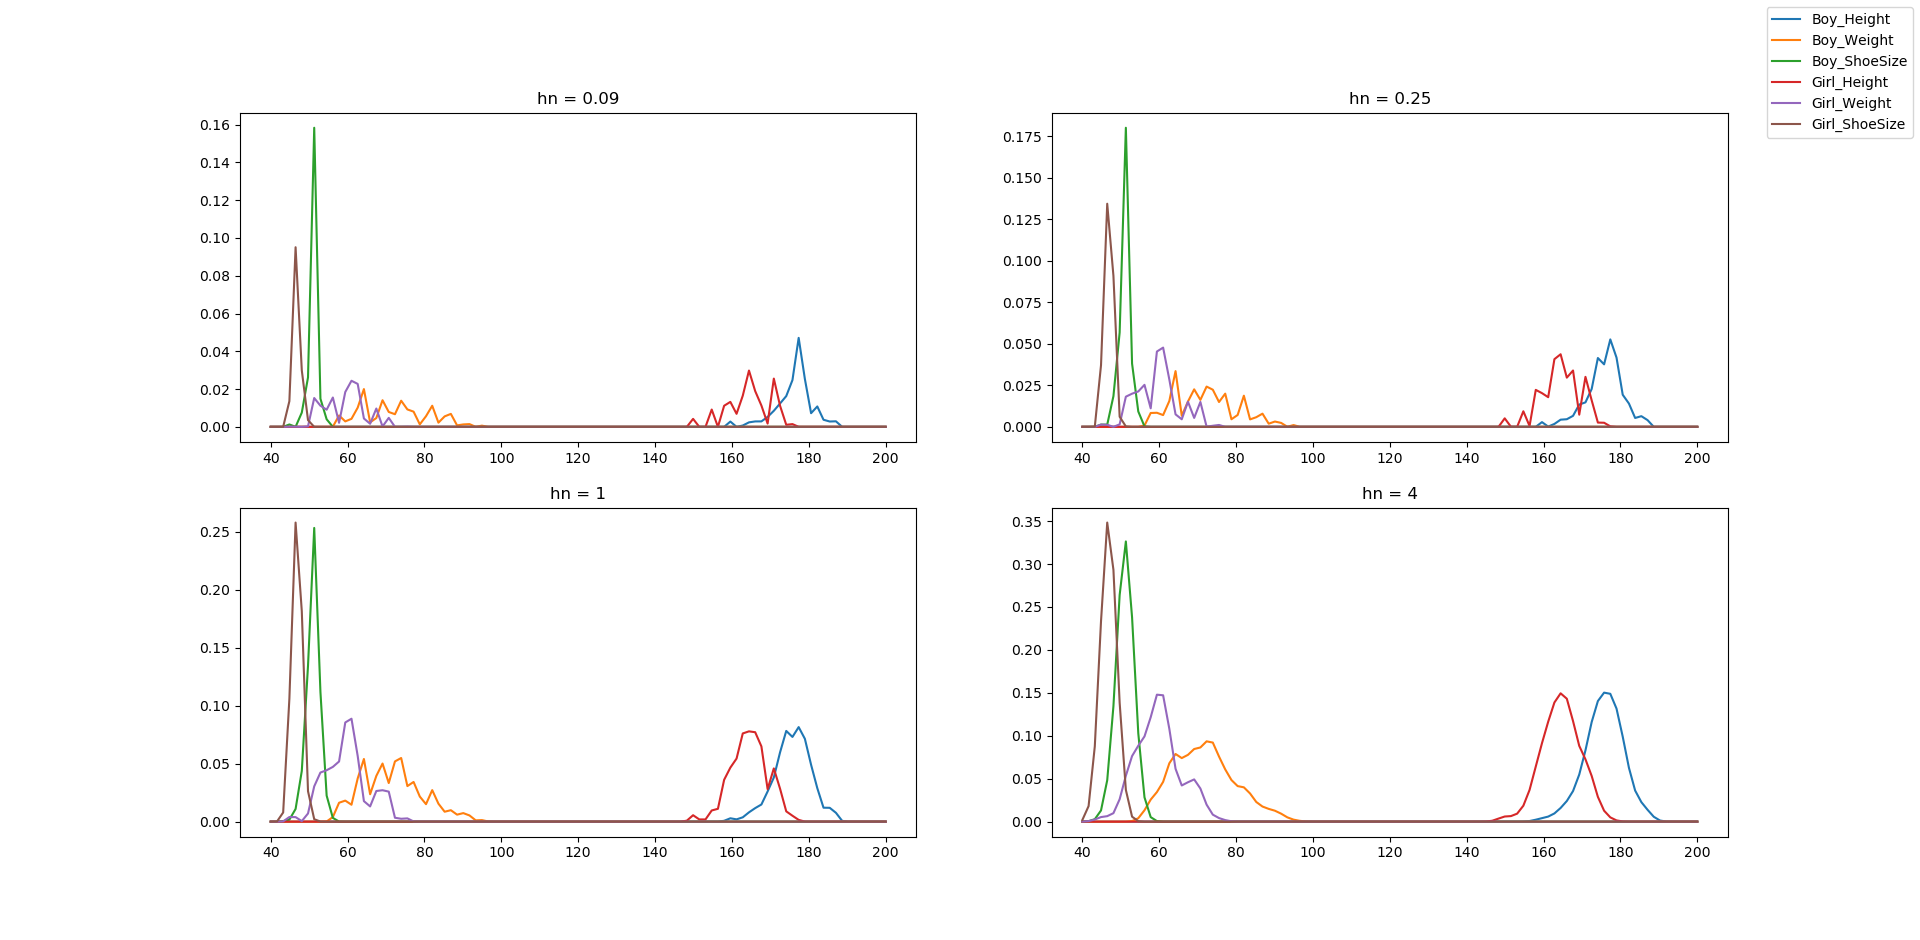 Boy_Height
Boy_Weight
Boy_ShoeSize
Girl_Height
Girl_Weight
Girl_ShoeSize
hn = 0.09
0.16
0.14
0.12
0.10
0.08
0.06
0.04
0.02
0.00
40 60 80 100 120 140 160 180 200
hn = 0.25
0.175
0.150
0.125
0.100
0.075
0.050
0.025
0.000
40 60 80 100 120 140 160 180 200
hn = 1
0.25
0.20
0.15
0.10
0.05
0.00
40 60 80 100 120 140 160 180 200
hn = 4
0.35
0.30
0.25
0.20
0.15
0.10
0.05
0.00
40 60 80 100 120 140 160 180 200